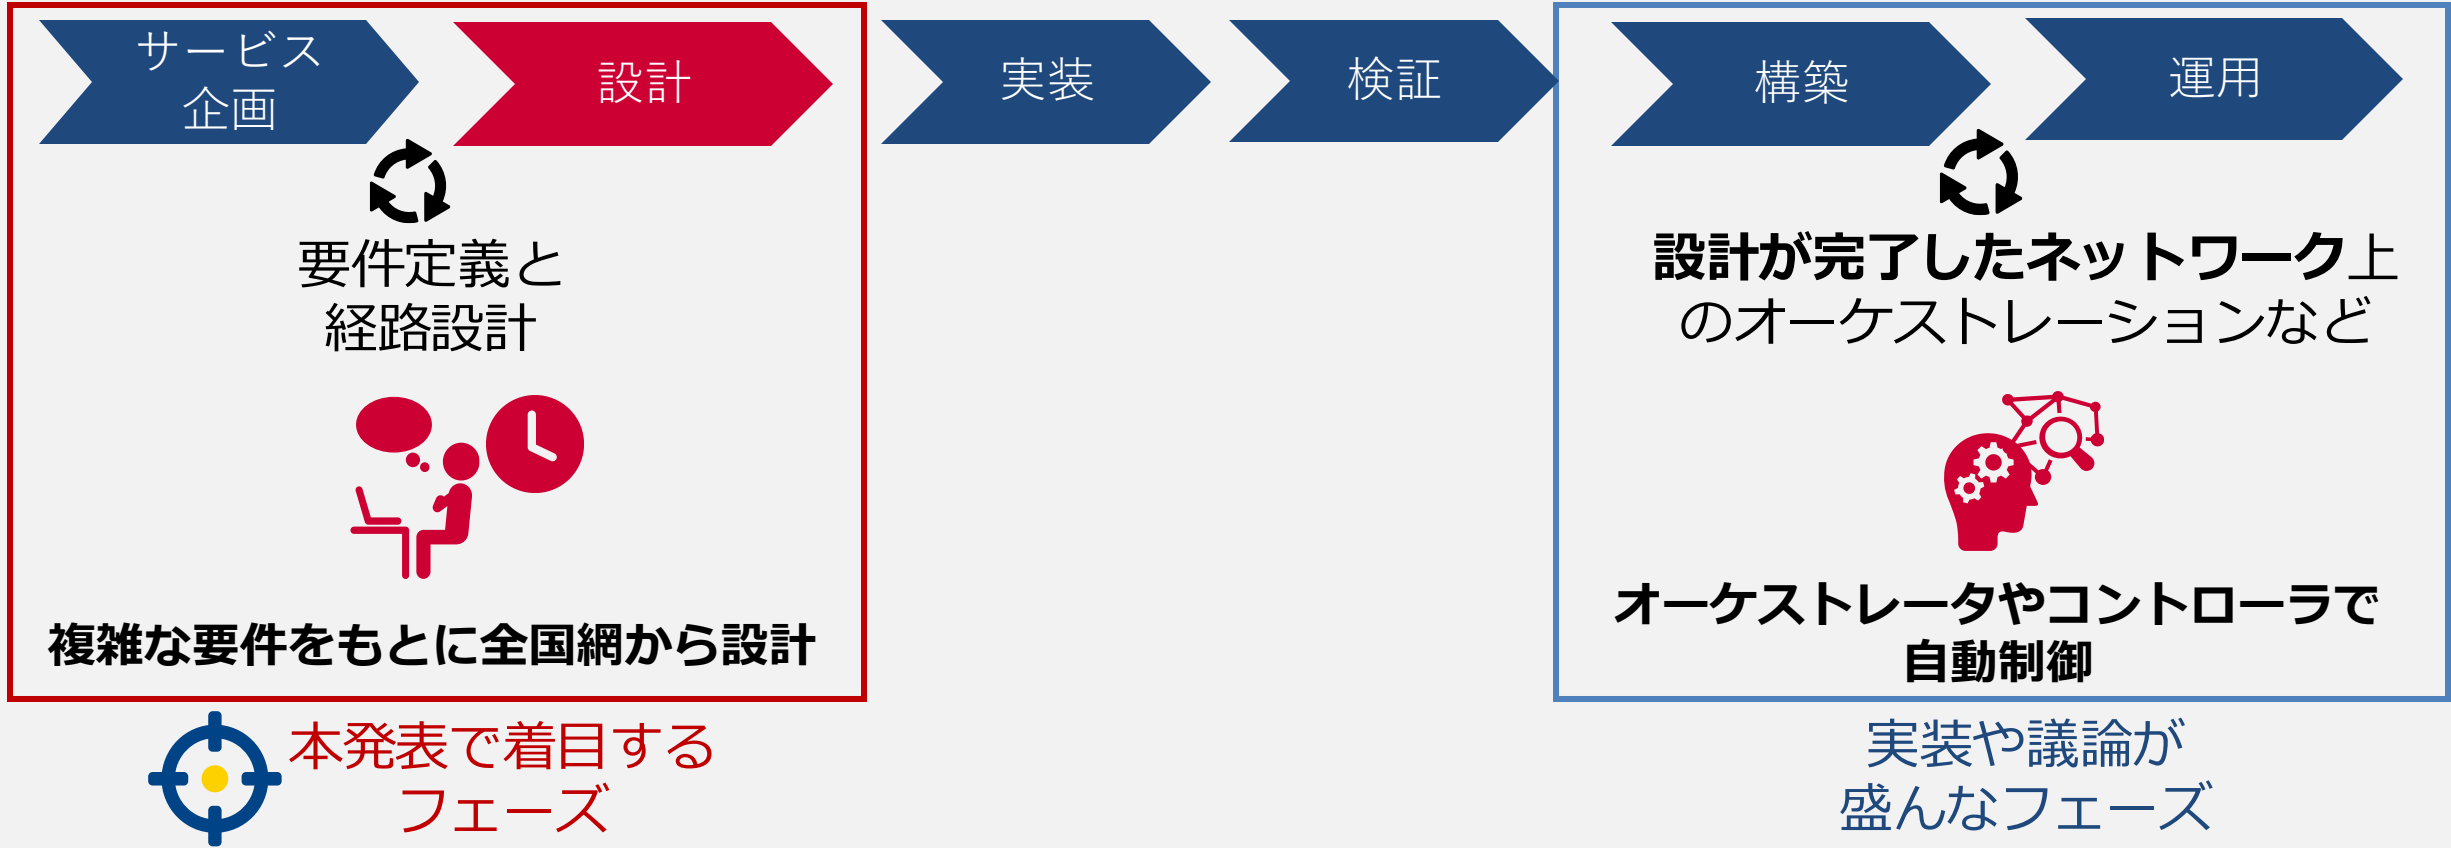 サービス
企画
設計
実装
検証
構築
運用
要件定義と
経路設計
複雑な要件をもとに全国網から設計
本発表で着目する
フェーズ
設計が完了したネットワーク上
のオーケストレーションなど
オーケストレータやコントローラで
自動制御
実装や議論が
盛んなフェーズ